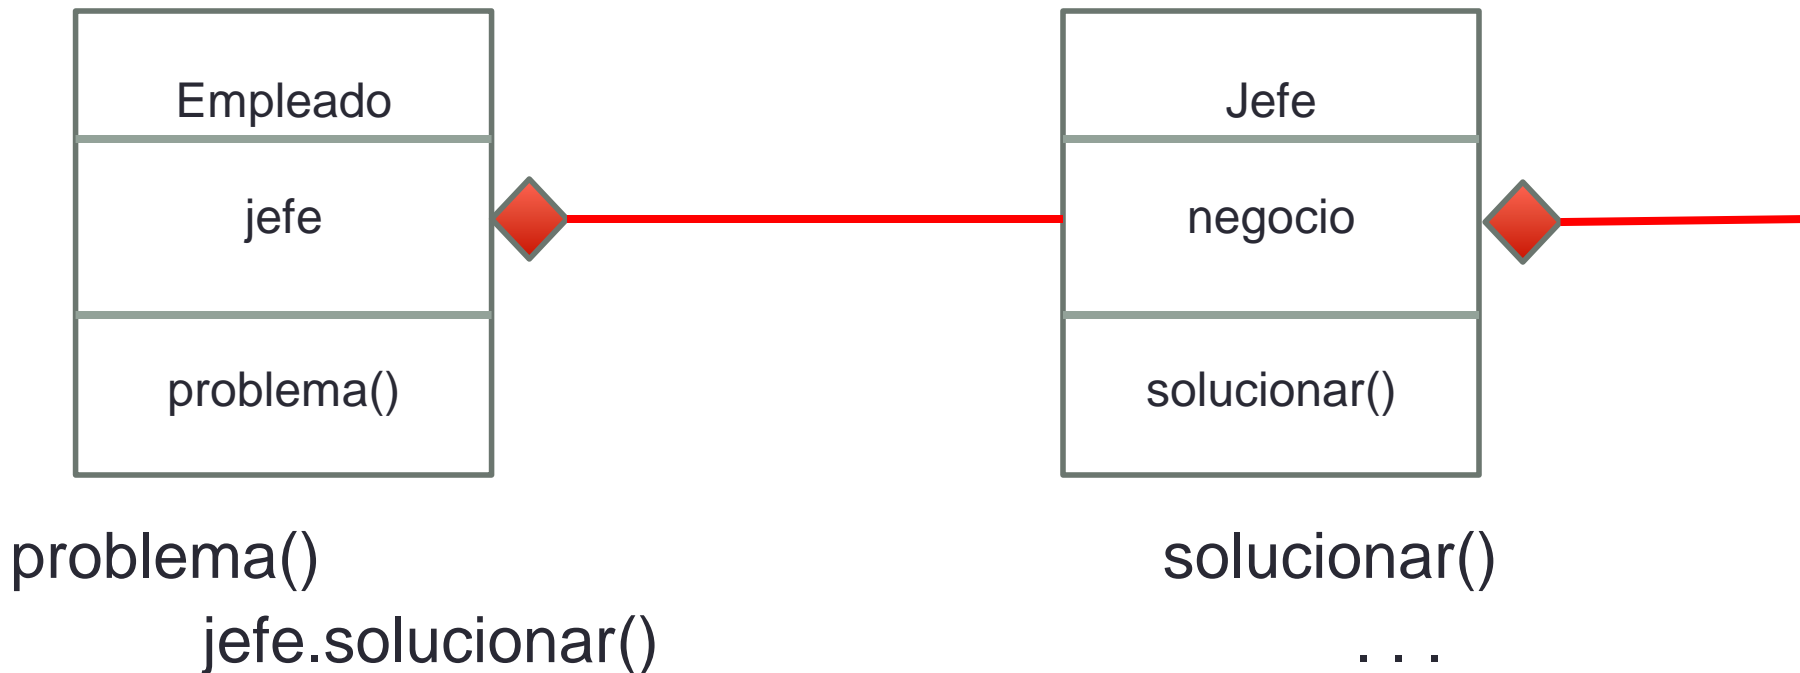 Empleado
jefe
problema()
Jefe
negocio
solucionar()
problema()
jefe.solucionar()
solucionar()
. . .